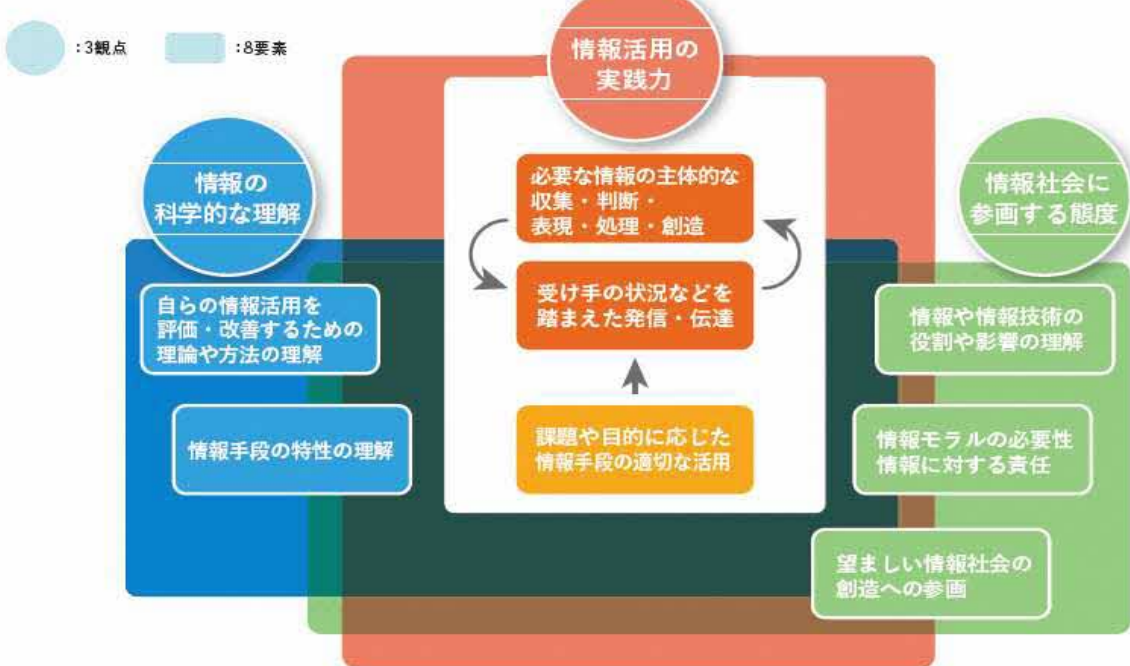 :3観点
:8要素
情報活用の
実践力
情報の
科学的な理解
情報社会に
参画する態度
必要な情報の主体的な
収集・判断・
表現・処理・創造
受け手の状況などを
踏まえた発信・伝達
課題や目的に応じた
情報手段の適切な活用
自らの情報活用を
評価・改善するための
理論や方法の理解
情報手段の特性の理解
情報や情報技術の
役割や影響の理解
情報モラルの必要性
情報に対する責任
望ましい情報社会の
創造への参画